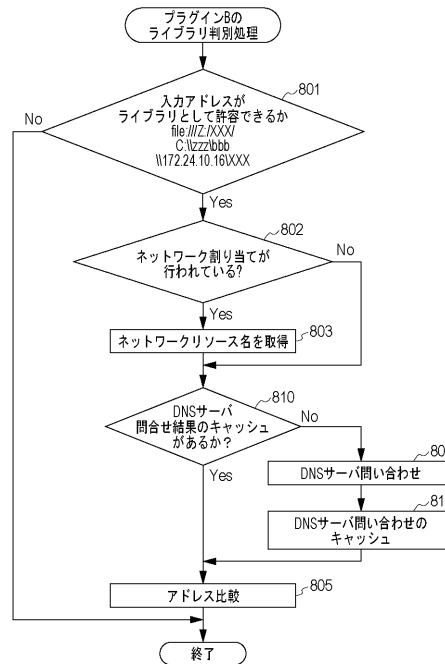 プラグインBの
ライブラリ判別処理
801
入力アドレスが
ライブラリとして許容できるか
file:///Z:/XXX/
C:\\zzz\bbb
\\172.24.10.16\XXX
No
Yes
802
ネットワーク割り当てが
行われている?
No
Yes
803
ネットワークリソース名を取得
810
DNSサーバ
問合せ結果のキャッシュ
があるか？
No
Yes
80
DNSサーバ問い合わせ
81
DNSサーバ問い合わせの
キャッシュ
805
アドレス比較
終了